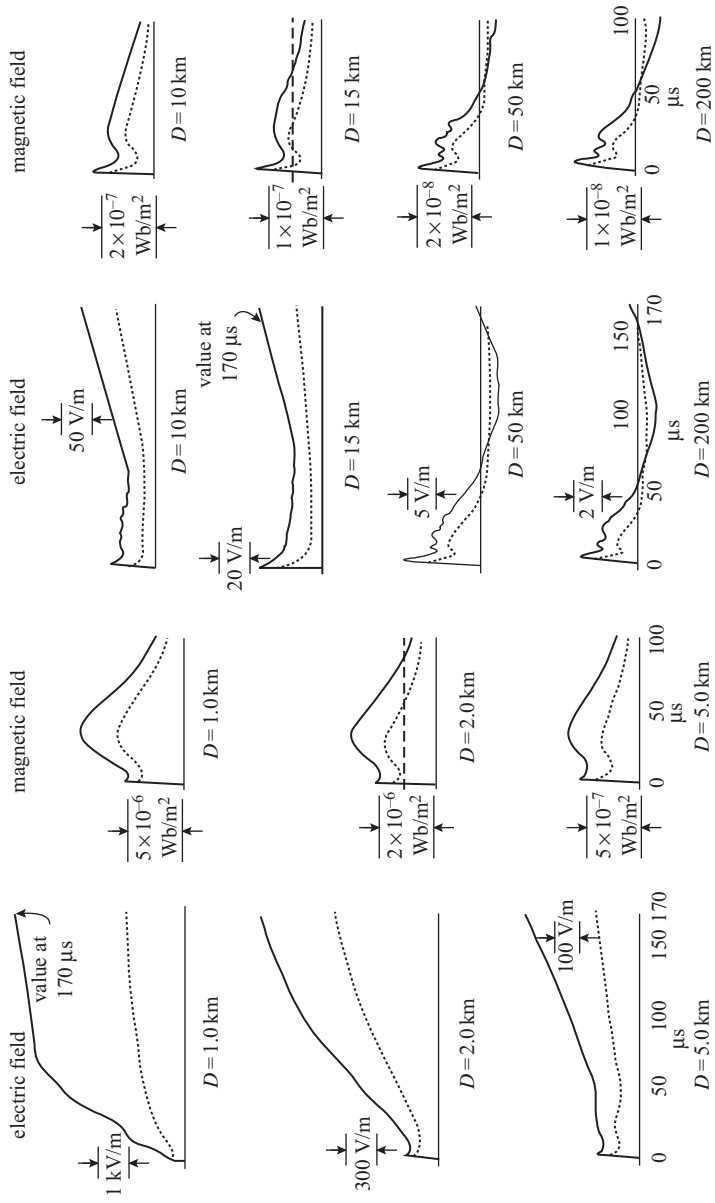 electric field
magnetic field
electric field
magnetic field
1 kV/m
value at
170 μs
D = 1.0 km
5 × 10⁻⁶
Wb/m²
D = 1.0 km
50 V/m
D = 10 km
2 × 10⁻⁷
Wb/m²
D = 10 km
300 V/m
D = 2.0 km
2 × 10⁻⁶
Wb/m²
D = 2.0 km
20 V/m
value at
170 μs
D = 15 km
1 × 10⁻⁷
Wb/m²
D = 15 km
5 V/m
D = 50 km
2 × 10⁻⁸
Wb/m²
D = 50 km
100 V/m
0 50 100 150 170
μs
D = 5.0 km
5 × 10⁻⁷
Wb/m²
0 50 100
μs
D = 5.0 km
2 V/m
0 50 100 150 170
μs
D = 200 km
1 × 10⁻⁸
Wb/m²
0 50 100
μs
D = 200 km